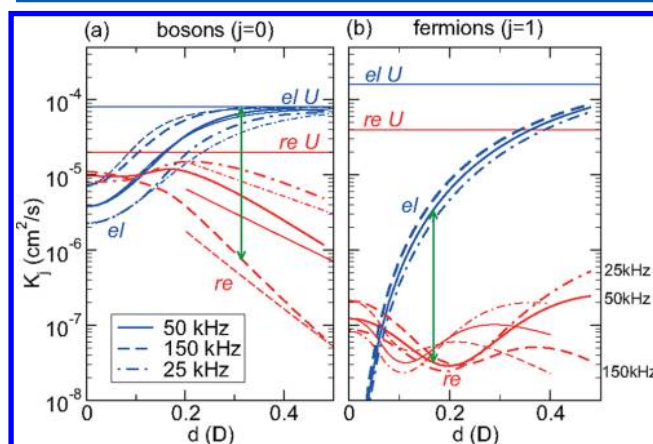 (a) bosons (j=0)
(b) fermions (j=1)
K_j (cm²/s)
10⁻⁴
10⁻⁵
10⁻⁶
10⁻⁷
10⁻⁸
el U
re U
el
re
50 kHz
150 kHz
25 kHz
el U
re U
el
re
25kHz
50kHz
150kHz
0 0.2 0.4
0 0.2 0.4
d (D)
d (D)